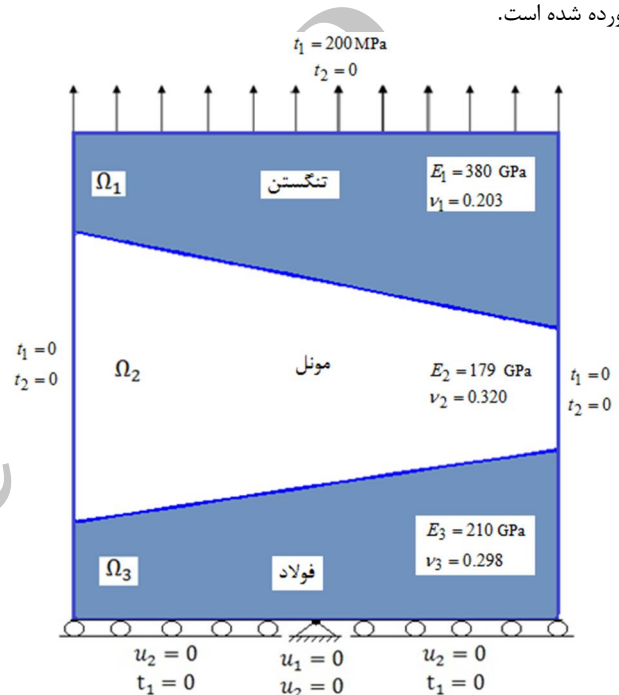 ورده شده است.
t₁ = 200 MPa
t₂ = 0
Ω₁
تنگستن
E₁ = 380 GPa
ν₁ = 0.203
t₁ = 0
t₂ = 0
Ω₂
مونل
E₂ = 179 GPa
ν₂ = 0.320
t₁ = 0
t₂ = 0
Ω₃
فولاد
E₃ = 210 GPa
ν₃ = 0.298
u₂ = 0
t₁ = 0
u₁ = 0
u₂ = 0
u₂ = 0
t₁ = 0